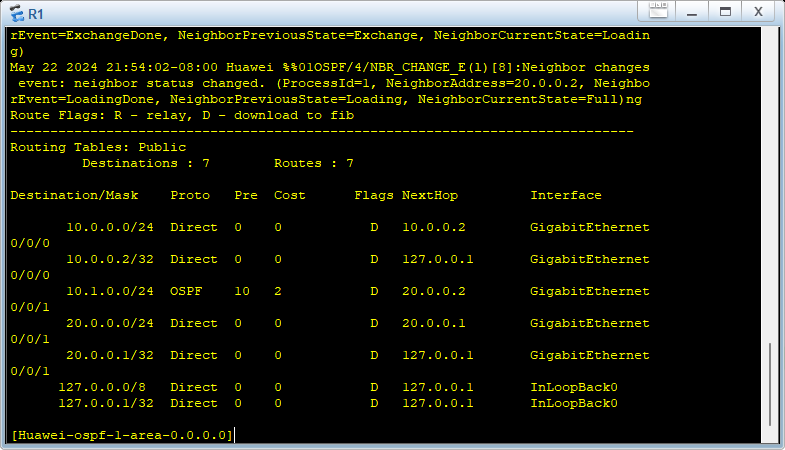 R1
rEvent=ExchangeDone, NeighborPreviousState=Exchange, NeighborCurrentState=Loadin
g)
May 22 2024 21:54:02-08:00 Huawei %%01OSPF/4/NBR_CHANGE_E(l)[8]:Neighbor changes
 event: neighbor status changed. (ProcessId=1, NeighborAddress=20.0.0.2, Neighbo
rEvent=LoadingDone, NeighborPreviousState=Loading, NeighborCurrentState=Full)ng
Route Flags: R - relay, D - download to fib
------------------------------------------------------------------------------
Routing Tables: Public
         Destinations : 7        Routes : 7
Destination/Mask    Proto   Pre  Cost      Flags NextHop         Interface
       10.0.0.0/24  Direct  0    0           D   10.0.0.2        GigabitEthernet
0/0/0
       10.0.0.2/32  Direct  0    0           D   127.0.0.1       GigabitEthernet
0/0/0
       10.1.0.0/24  OSPF    10   2           D   20.0.0.2        GigabitEthernet
0/0/1
       20.0.0.0/24  Direct  0    0           D   20.0.0.1        GigabitEthernet
0/0/1
       20.0.0.1/32  Direct  0    0           D   127.0.0.1       GigabitEthernet
0/0/1
      127.0.0.0/8   Direct  0    0           D   127.0.0.1       InLoopBack0
      127.0.0.1/32  Direct  0    0           D   127.0.0.1       InLoopBack0
[Huawei-ospf-1-area-0.0.0.0]